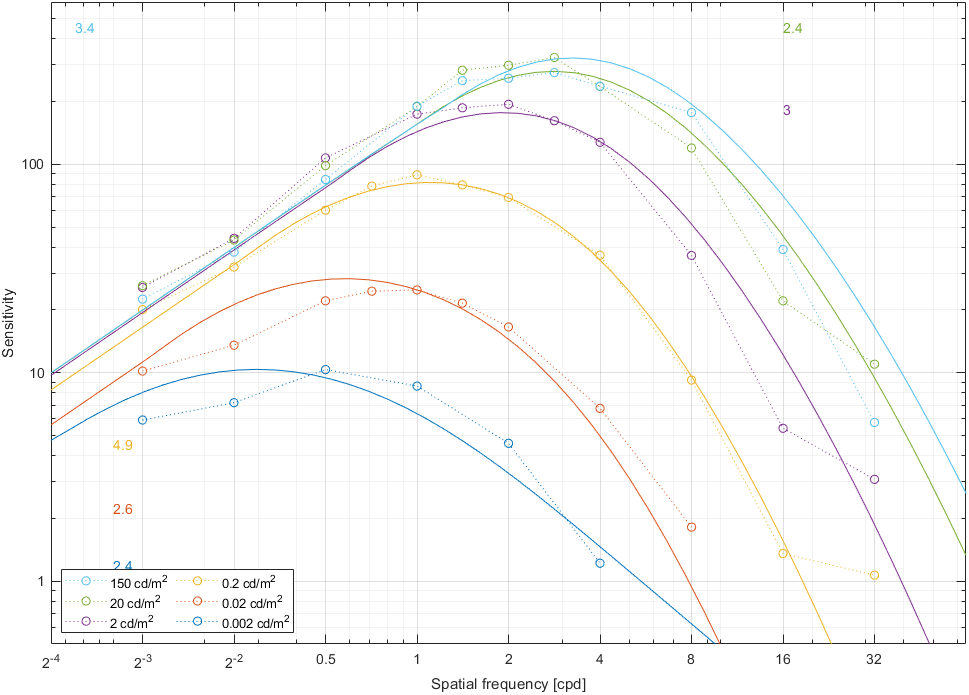 3.4
2.4
3
100
Sensitivity
10
4.9
2.6
2.4
150 cd/m²
0.2 cd/m²
20 cd/m²
0.02 cd/m²
2 cd/m²
0.002 cd/m²
1
2⁻⁴ 2⁻³ 2⁻² 0.5 1 2 4 8 16 32
Spatial frequency [cpd]